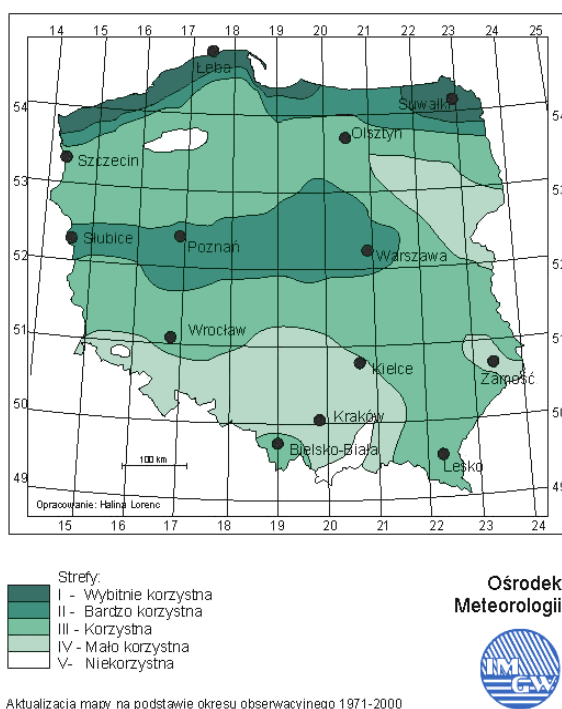 14 15 16 17 18 19 20 21 22 23 24 25
Łeba
54 Suwałki 54
Olsztyn
Szczecin
53 53
Słubice Poznań Warszawa
52 52
Wrocław
51 51
Kielce Zamość
50 Kraków 50
Bielsko-Biała Lesko
100 km
49 49
Opracowanie: Halina Lorenc
15 16 17 18 19 20 21 22 23 24
Strefy:
I - Wybitnie korzystna
II - Bardzo korzystna
III - Korzystna
IV - Mało korzystna
V- Niekorzystna
Ośrodek
Meteorologii
IMGW
Aktualizacja mapy na podstawie okresu obserwacyjnego 1971-2000